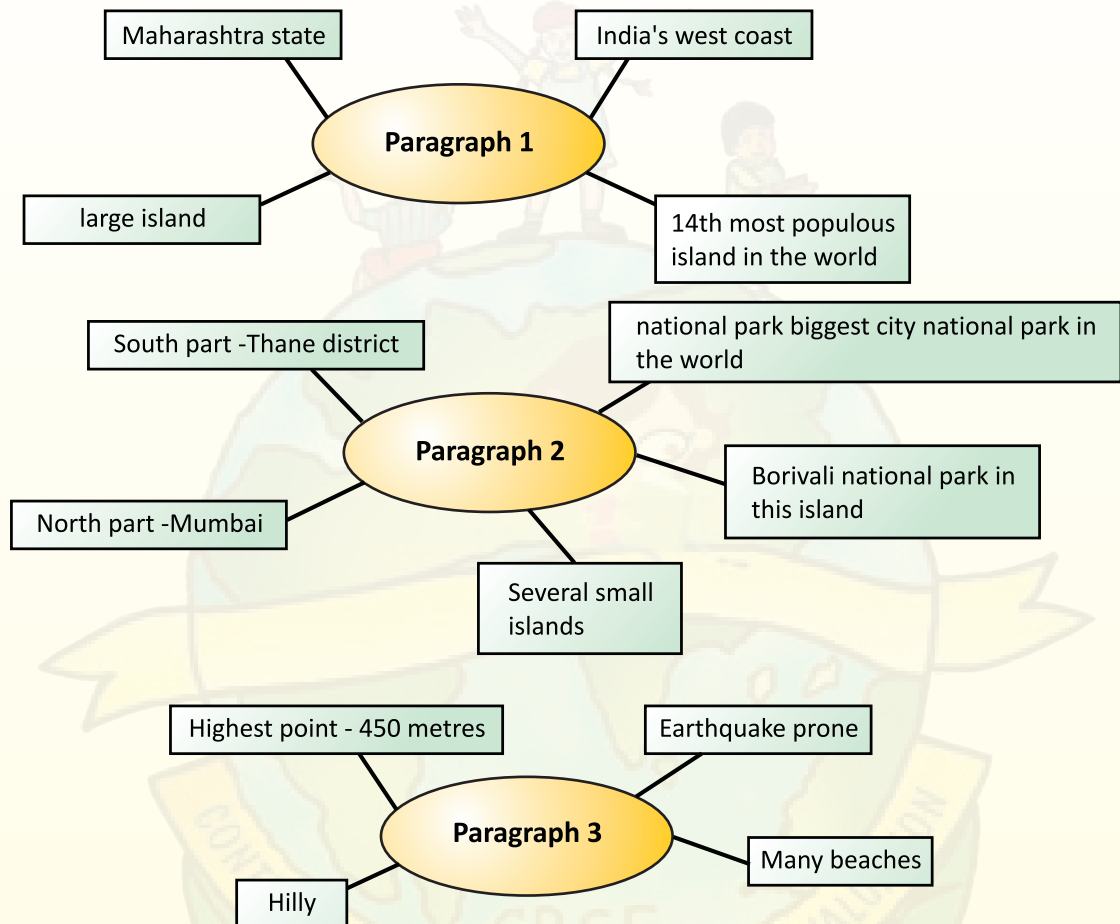 Maharashtra state
India's west coast
Paragraph 1
large island
14th most populous
island in the world
national park biggest city national park in
the world
South part -Thane district
Paragraph 2
Borivali national park in
this island
North part -Mumbai
Several small
islands
Highest point - 450 metres
Earthquake prone
Paragraph 3
Many beaches
Hilly
CBSE